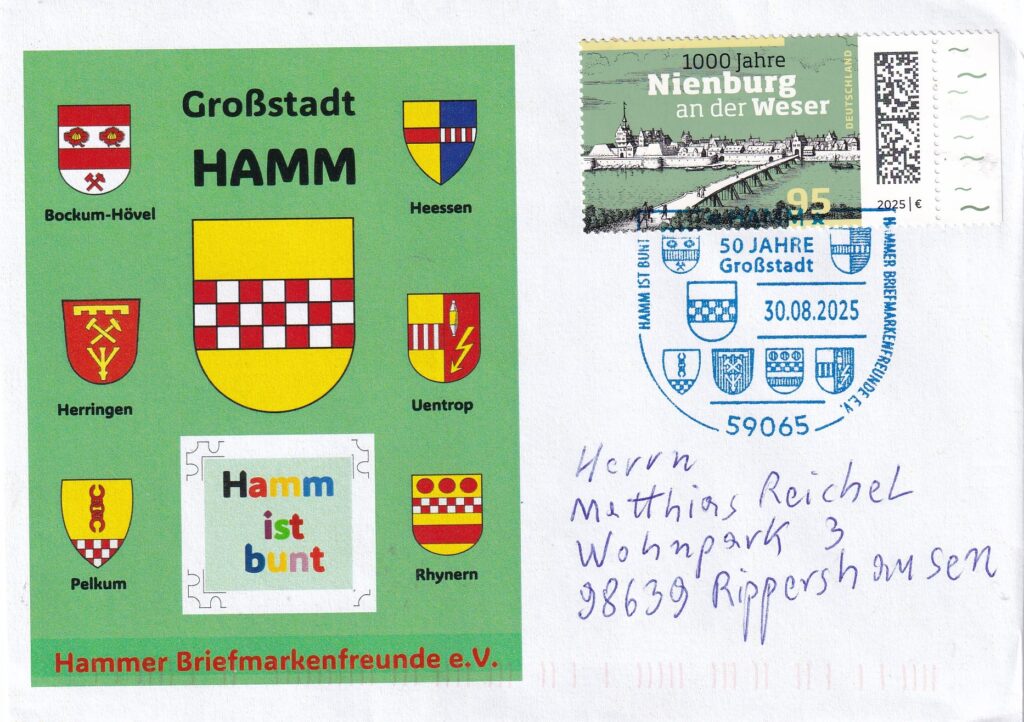 Großstadt
HAMM
Bockum-Hövel
Heessen
Herringen
Uentrop
Pelkum
Rhynern
Hamm
ist
bunt
Hammer Briefmarkenfreunde e.V.
1000 Jahre
Nienburg
an der Weser
DEUTSCHLAND
95
2025 | €
HAMM IST BUNT
50 JAHRE
Großstadt
30.08.2025
HAMMER BRIEFMARKENFREUNDE E.V.
59065
Herrn
Matthias Reichel
Wohnpark 3
98639 Rippershausen